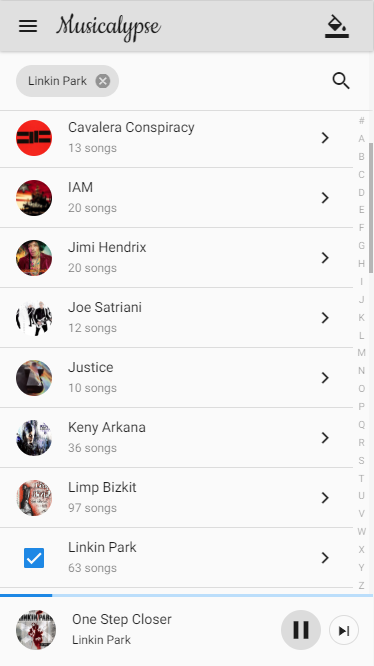 Musicalypse
Linkin Park
Cavalera Conspiracy
13 songs
IAM
20 songs
Jimi Hendrix
20 songs
Joe Satriani
12 songs
Justice
10 songs
Keny Arkana
36 songs
Limp Bizkit
97 songs
Linkin Park
63 songs
#
A
B
C
D
E
F
G
H
I
J
K
L
M
N
O
P
Q
R
S
T
U
V
W
X
Y
Z
One Step Closer
Linkin Park